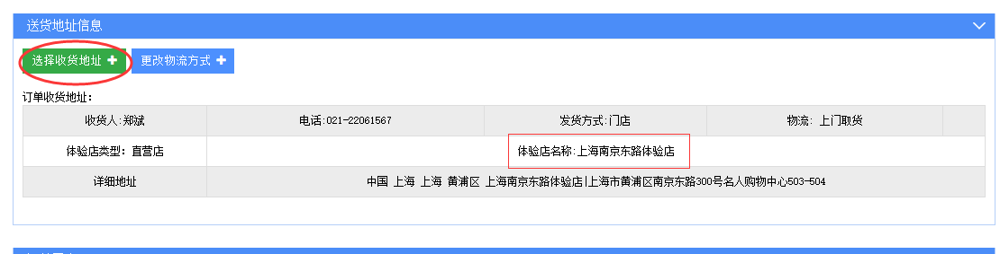 送货地址信息
选择收货地址 + 更改物流方式 +
订单收货地址：
收货人:郑斌 电话:021-22061567 发货方式:门店 物流: 上门取货
体验店类型: 直营店 体验店名称:上海南京东路体验店
详细地址 中国 上海 上海 黄浦区 上海南京东路体验店|上海市黄浦区南京东路300号名人购物中心503-504